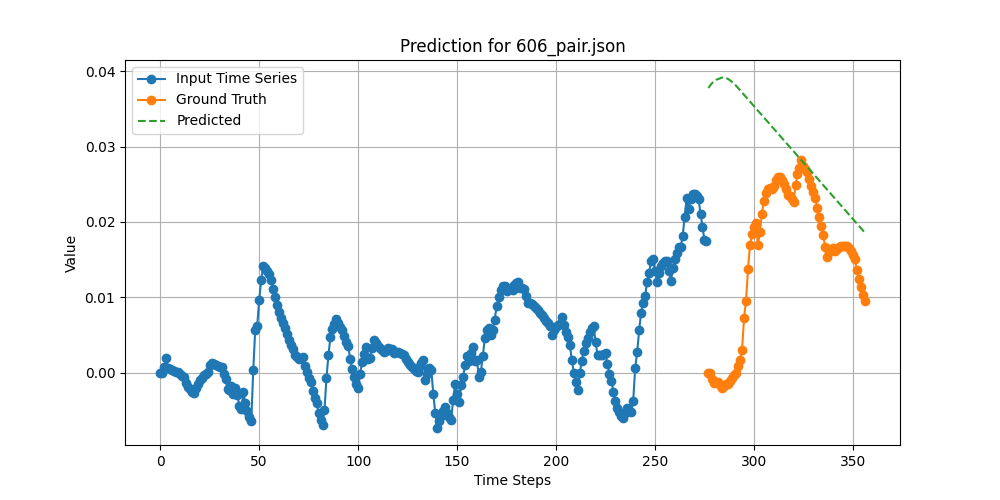 Prediction for 606_pair.json
Input Time Series
Ground Truth
Predicted
Value
0.04
0.03
0.02
0.01
0.00
0 50 100 150 200 250 300 350
Time Steps